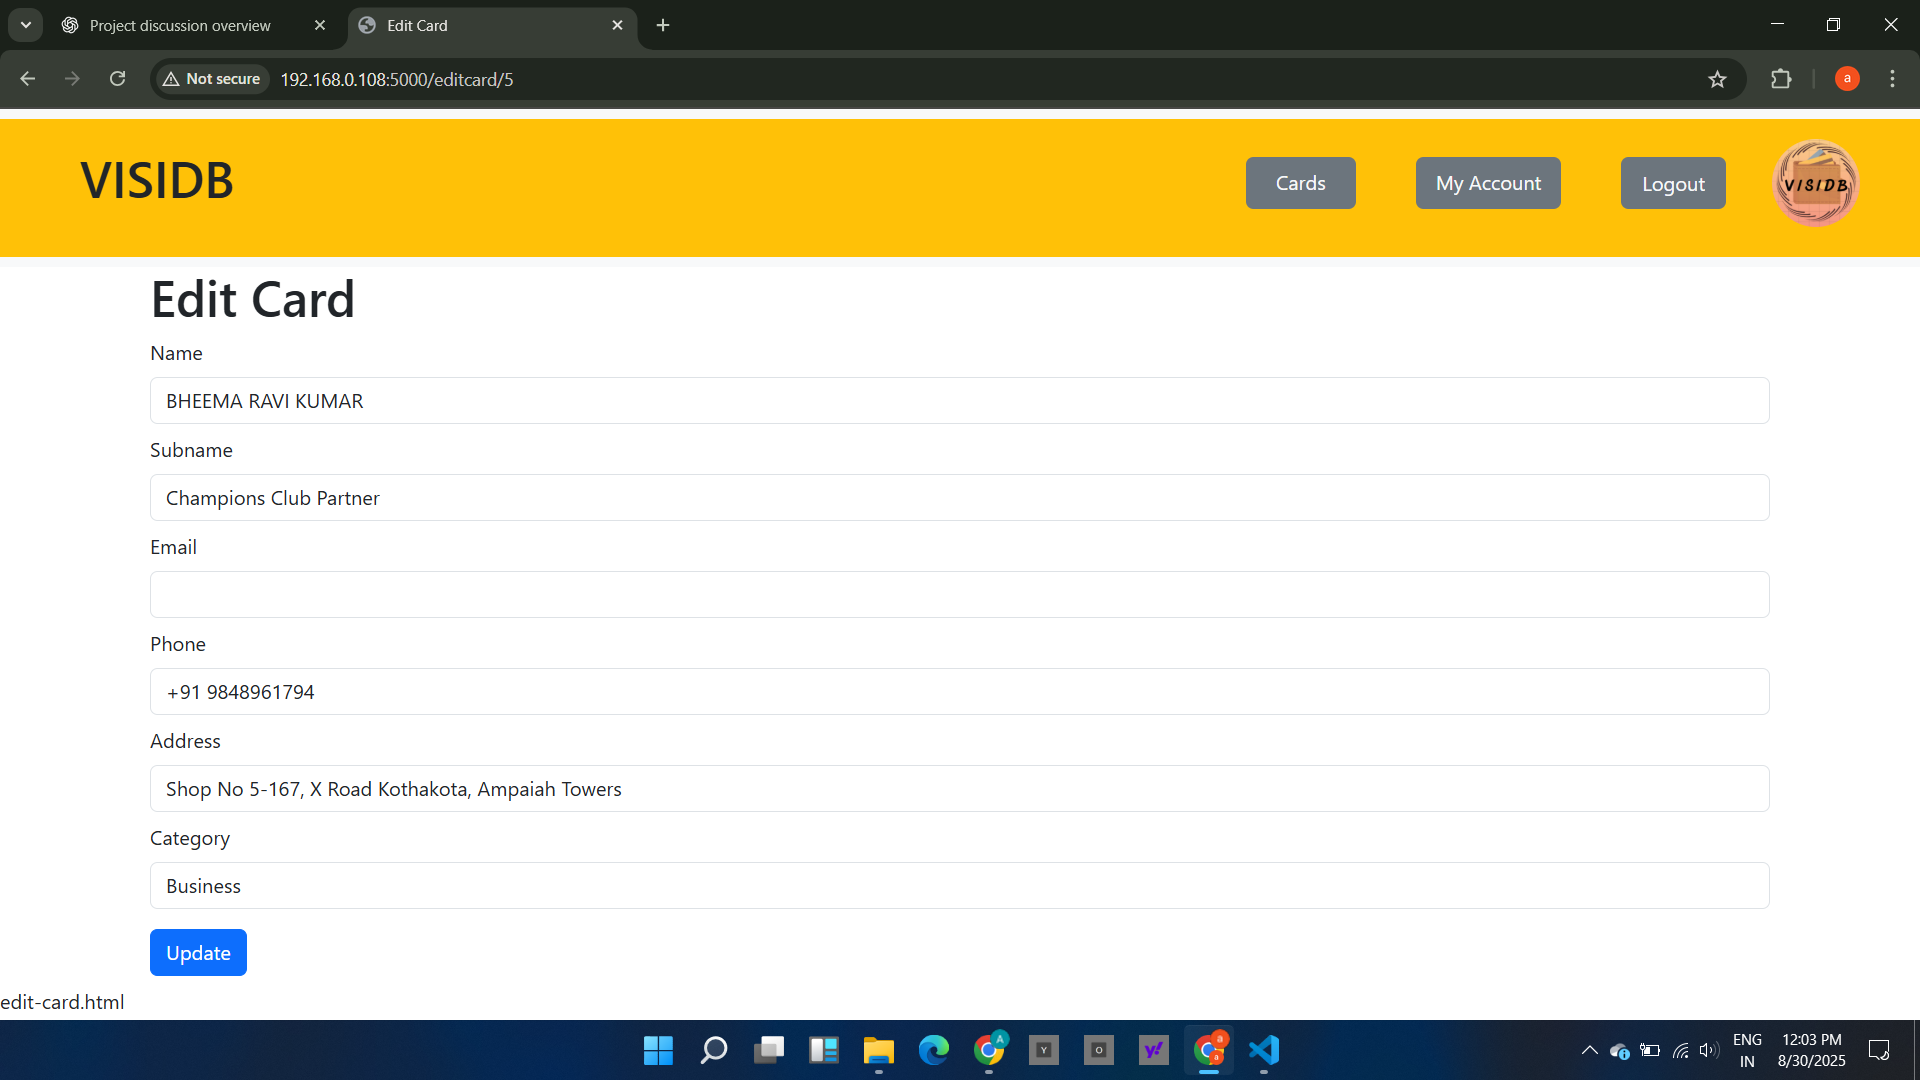 Project discussion overview
Edit Card
Not secure
192.168.0.108:5000/editcard/5
a
VISIDB
Cards
My Account
Logout
VISIDB
Edit Card
Name
BHEEMA RAVI KUMAR
Subname
Champions Club Partner
Email
Phone
+91 9848961794
Address
Shop No 5-167, X Road Kothakota, Ampaiah Towers
Category
Business
Update
edit-card.html
A
Y
O
y!
a
a
ENG
IN
12:03 PM
8/30/2025